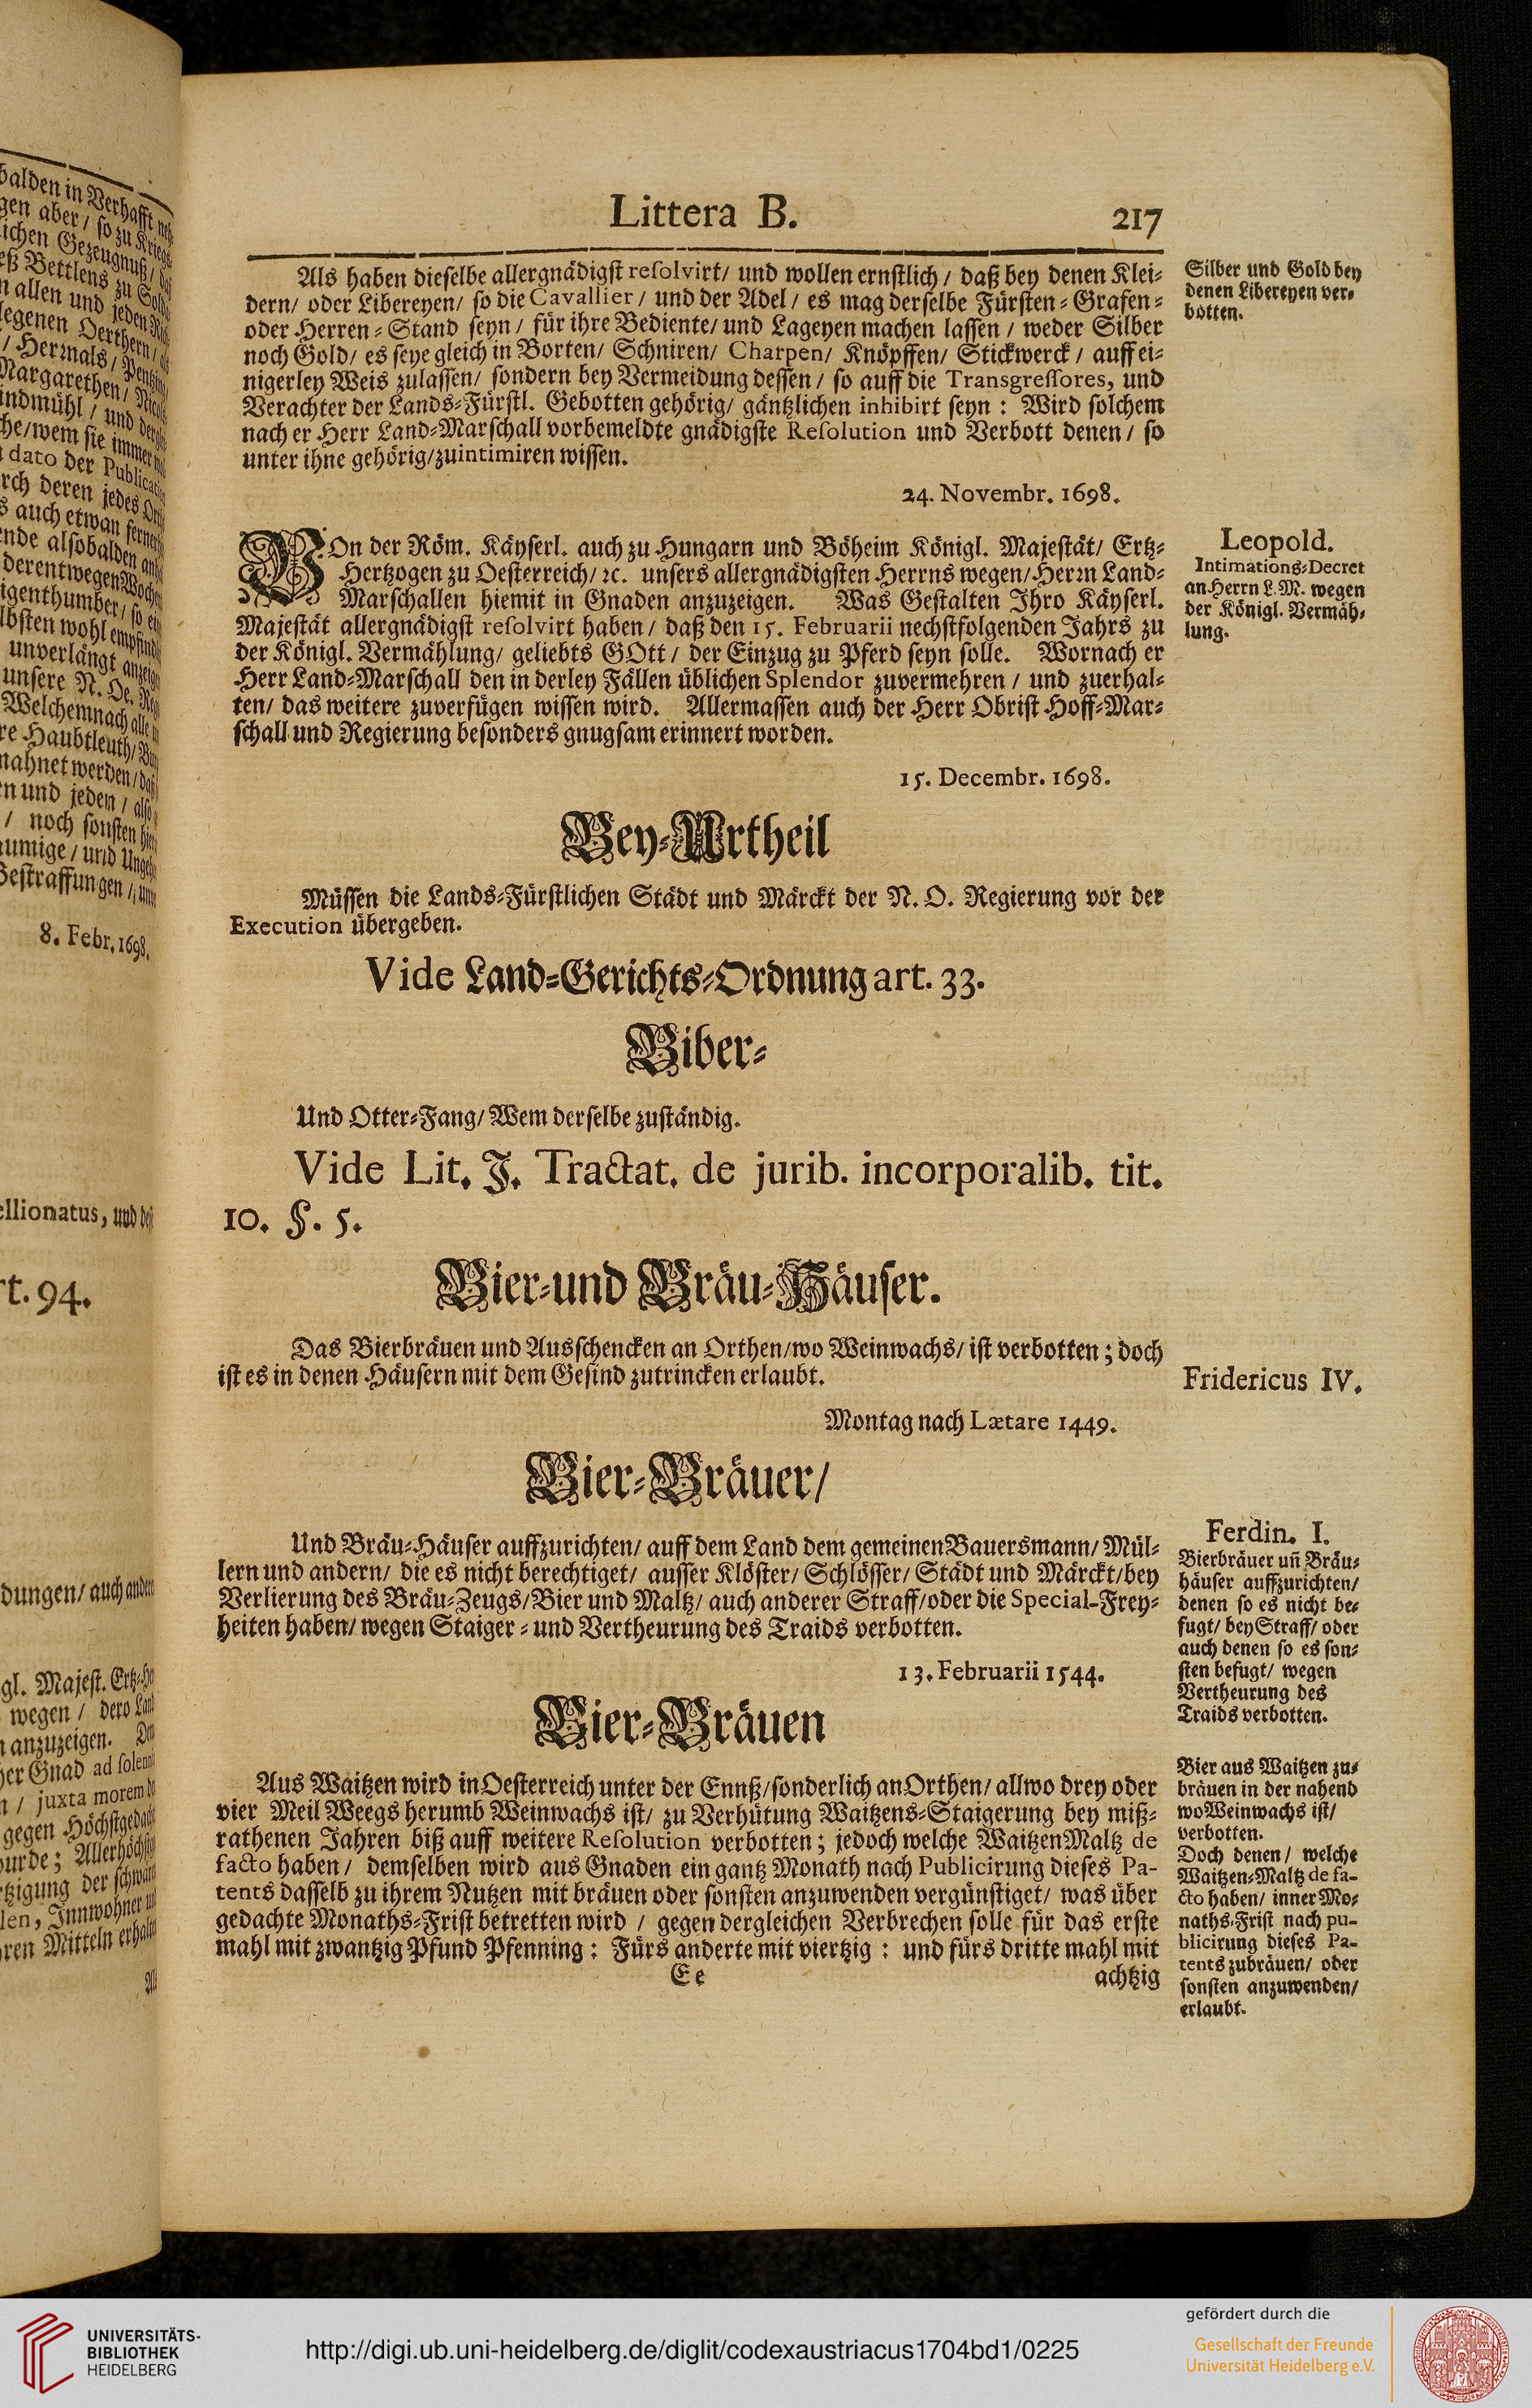 Littera B.
217
Als haben dieselbe allergnädigst resolvirt/ und wollen ernstlich/ daß bey denen Klei-
dern/ oder Libereyen/ so die Cavallier/ und der Adel/ es mag derselbe Fürsten-Grafen-
oder Herren-Stand seyn/ für ihre Bediente/ und Lageyen machen lassen/ weder Silber
noch Gold/ es seye gleich in Borten/ Schniren/ Charpen/ Knöpffen/ Stickwerck/ auff ei-
nigerley Weis zulassen/ sondern bey Vermeidung dessen/ so auff die Transgressores, und
Verachter der Lands-Fürstl. Gebotten gehörig/ gäntzlichen inhibirt seyn: Wird solchem
nach er Herr Land-Marschall vorbemeldte gnädigste Resolution und Verbott denen/ so
unter ihne gehörig/ zuintimiren wissen.
24. Novembr. 1698.
Silber und Gold bey
denen Libereyen ver-
botten.
VOn der Röm. Käyserl. auch zu Hungarn und Böheim Königl. Majestät/ Ertz-
Hertzogen zu Oesterreich/ ꝛc. unsers allergnädigsten Herrns wegen/ Herrn Land-
Marschallen hiemit in Gnaden anzuzeigen. Was Gestalten Ihro Käyserl.
Majestät allergnädigst resolvirt haben/ daß den 15. Februarii nechstfolgenden Jahrs zu
der Königl. Vermählung/ geliebts GOtt/ der Einzug zu Pferd seyn solle. Wornach er
Herr Land-Marschall den in derley Fällen üblichen Splendor zuvermehren/ und zuerhal-
ten/ das weitere zuverfügen wissen wird. Allermassen auch der Herr Obrist Hoff-Mar-
schall und Regierung besonders gnugsam erinnert worden.
15. Decembr. 1698.
Leopold.
Intimations-Decret
an Herrn L. M. wegen
der Königl. Vermäh-
lung.
Bey-Urtheil
Müssen die Lands-Fürstlichen Städt und Märckt der N. O. Regierung vor der
Execution übergeben.
Vide Land-Gerichts-Ordnung art. 33.
Biber-
Und Otter-Fang/ Wem derselbe zuständig.
Vide Lit. J. Tractat. de jurib. incorporalib. tit.
10. §. 5.
Bier-und Bräu-Häuser.
Das Bierbräuen und Ausschencken an Orthen/ wo Weinwachs/ ist verbotten; doch
ist es in denen Häusern mit dem Gesind zutrincken erlaubt.
Fridericus IV.
Montag nach Lætare 1449.
Bier-Bräuer/
Und Bräu-Häuser auffzurichten/ auff dem Land dem gemeinen Bauersmann/ Mül-
lern und andern/ die es nicht berechtiget/ ausser Klöster/ Schlösser/ Städt und Märckt/ bey
Verlierung des Bräu-Zeugs/ Bier und Maltz/ auch anderer Straff/ oder die Special-Frey-
heiten haben/ wegen Staiger- und Vertheurung des Traids verbotten.
13. Februarii 1544.
Ferdin. I.
Bierbräuer uñ Bräu-
häuser auffzurichten/
denen so es nicht be-
fugt/ bey Straff/ oder
auch denen so es son-
sten befugt/ wegen
Vertheurung des
Traids verbotten.
Bier-Bräuen
Aus Waitzen wird in Oesterreich unter der Ennß/ sonderlich an Orthen/ allwo drey oder
vier Meil Weegs herumb Weinwachs ist/ zu Verhütung Waitzens-Staigerung bey miß-
rathenen Jahren biß auff weitere Resolution verbotten; jedoch welche Waitzen Maltz de
facto haben/ demselben wird aus Gnaden ein gantz Monath nach Publicirung dieses Pa-
tents dasselb zu ihrem Nutzen mit bräuen oder sonsten anzuwenden vergünstiget/ was über
gedachte Monaths-Frist betretten wird/ gegen dergleichen Verbrechen solle für das erste
mahl mit zwantzig Pfund Pfenning: Fürs anderte mit viertzig: und fürs dritte mahl mit
Ee
achtzig
Bier aus Waitzen zu-
bräuen in der nahend
wo Weinwachs ist/
verbotten.
Doch denen/ welche
Waitzen-Maltz de fa-
cto haben/ inner Mo-
naths-Frist nach pu-
blicirung dieses Pa-
tents zubräuen/ oder
sonsten anzuwenden/
erlaubt.
8. Febr. 1698.
UNIVERSITÄTS-
BIBLIOTHEK
HEIDELBERG
http://digi.ub.uni-heidelberg.de/diglit/codexaustriacus1704bd1/0225
gefördert durch die
Gesellschaft der Freunde
Universität Heidelberg e.V.